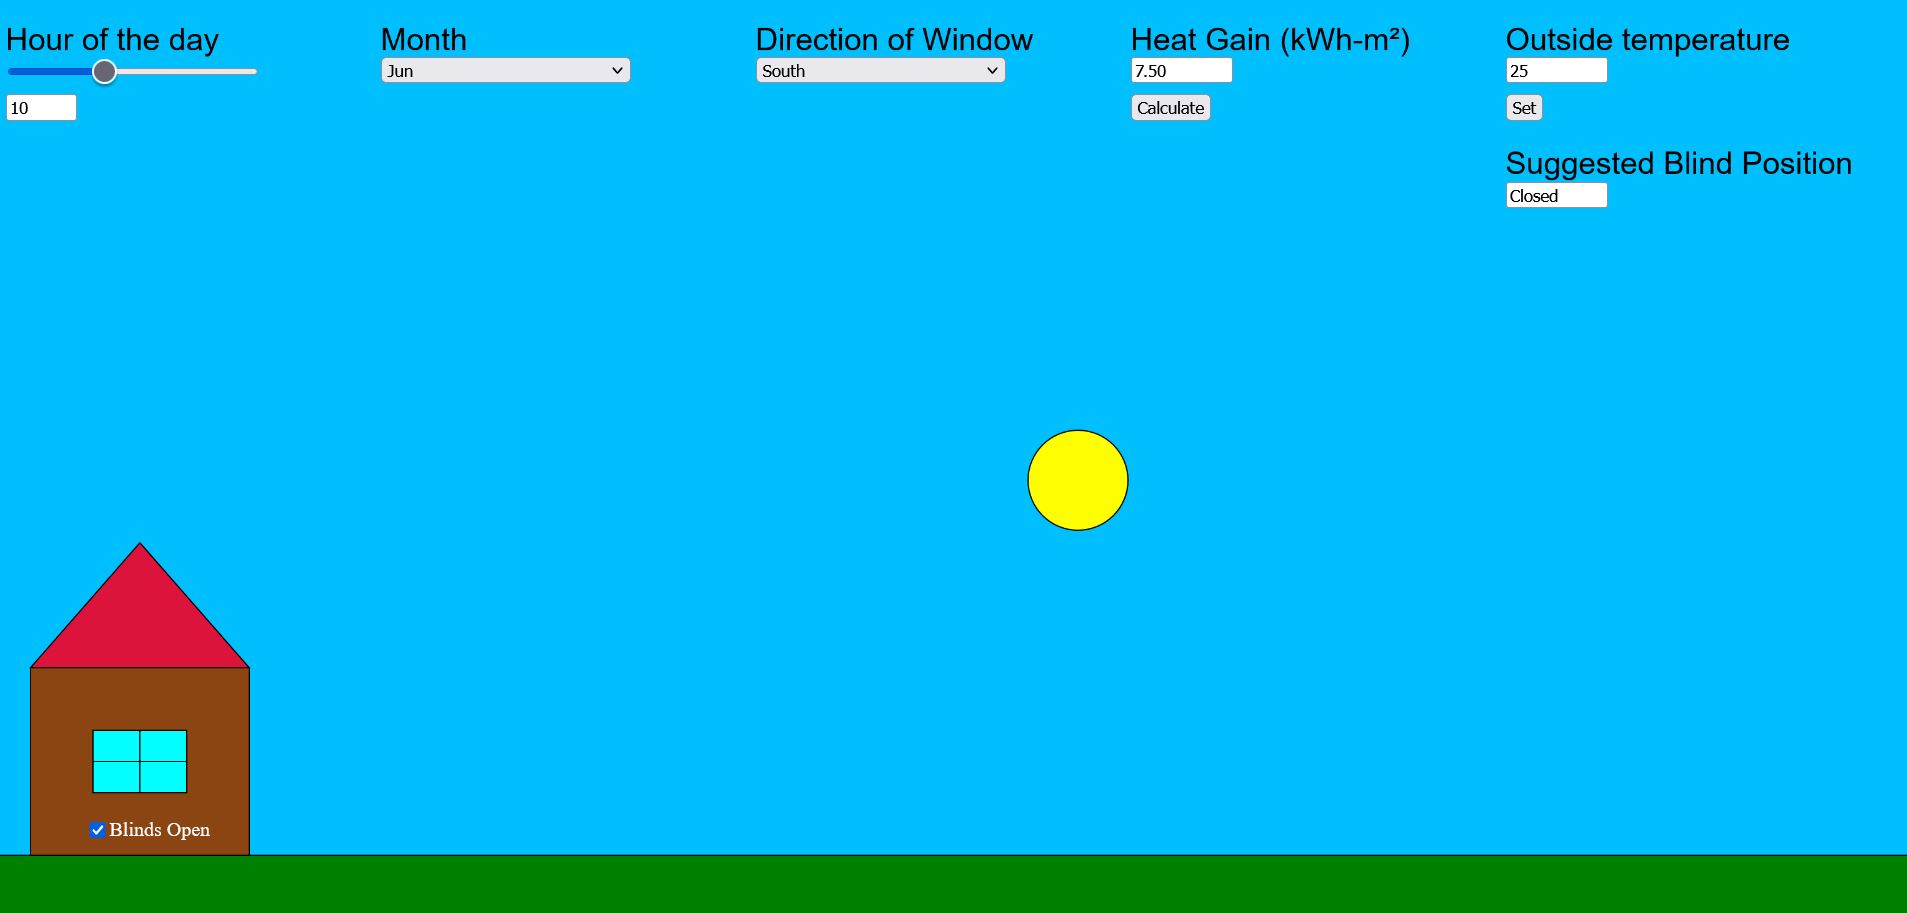 Hour of the day
10
Month
Jun
Direction of Window
South
Heat Gain (kWh-m²)
7.50
Calculate
Outside temperature
25
Set
Suggested Blind Position
Closed
Blinds Open